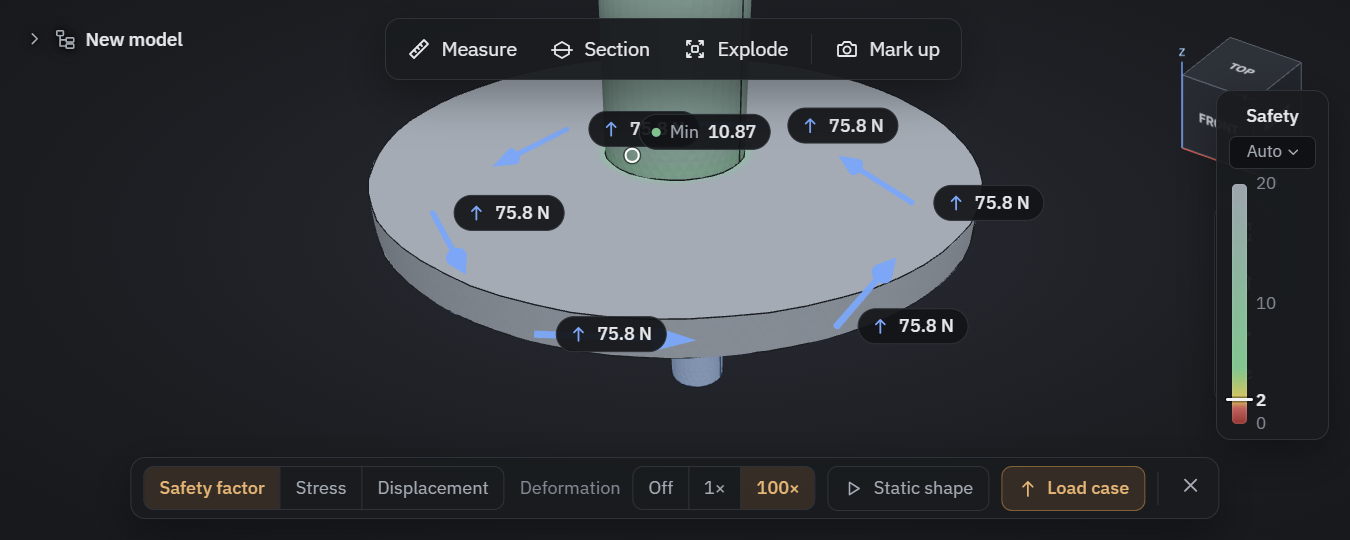 New model
Measure
Section
Explode
Mark up
Z
TOP
Safety
Auto
20
10
2
0
Min 10.87
75.8 N
75.8 N
75.8 N
75.8 N
75.8 N
Safety factor
Stress
Displacement
Deformation
Off
1×
100×
Static shape
Load case